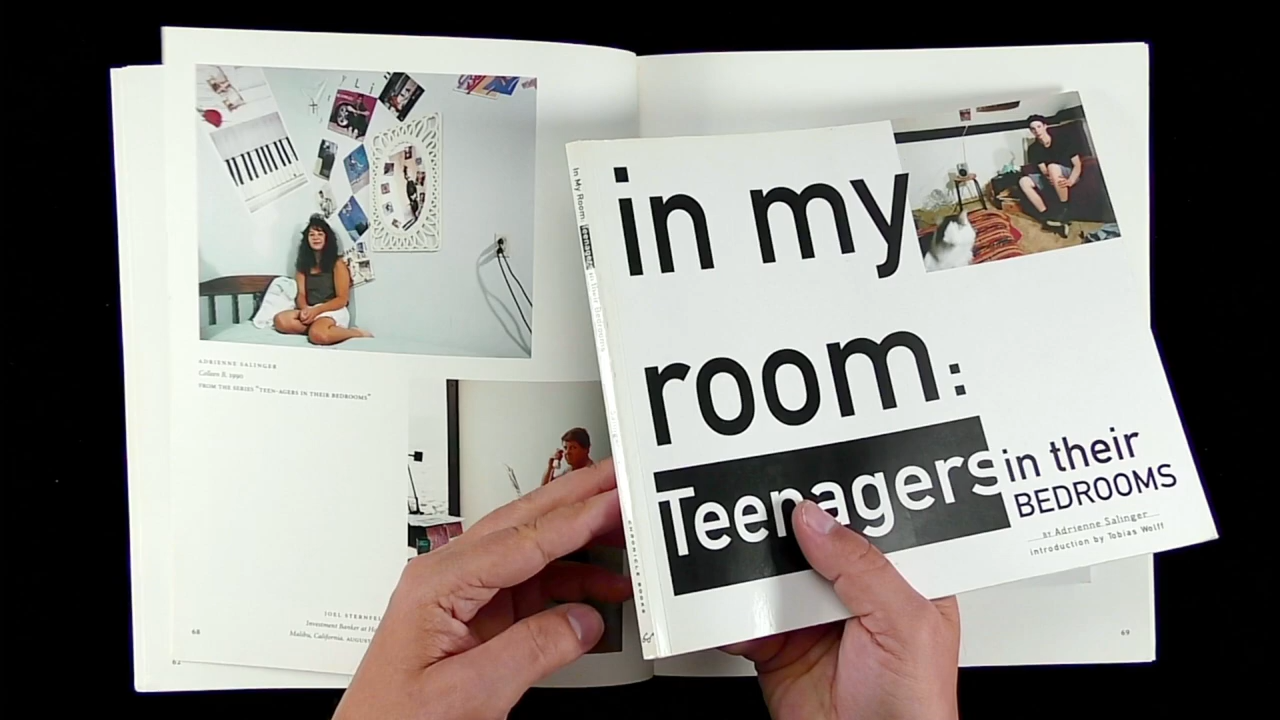 ADRIENNE SALINGER
Colleen B, 1990
FROM THE SERIES "TEEN-AGERS IN THEIR BEDROOMS"
JOEL STERNFEL
Investment Banker at Ho
Malibu, California, AUGUST
68
69
In My Room: Teenagers in their Bedrooms
CHRONICLE BOOKS
in my
room:
Teenagers in their
BEDROOMS
BY Adrienne Salinger
introduction by Tobias Wolff